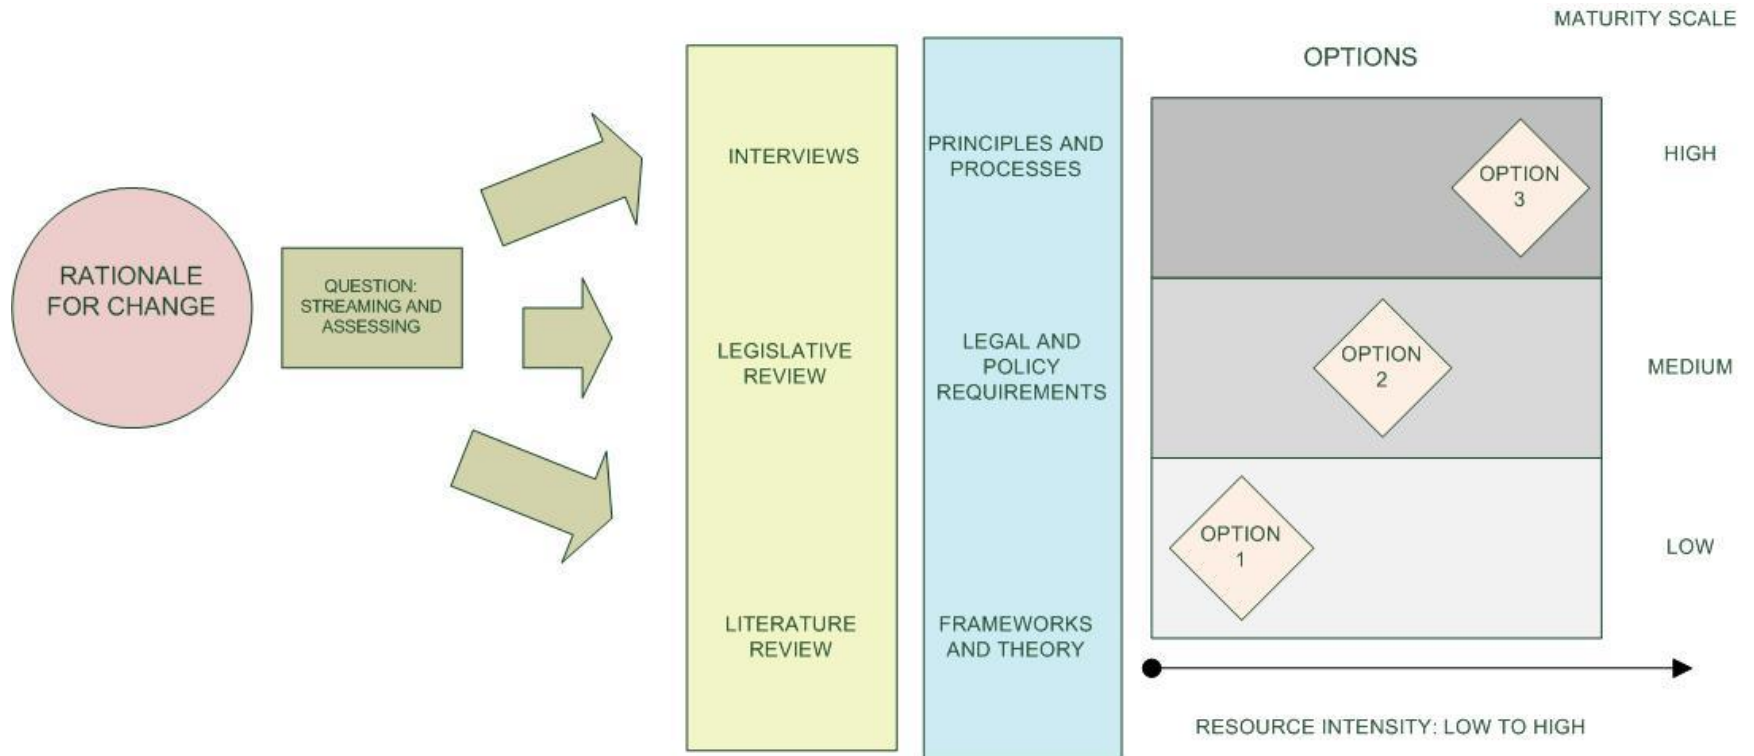 MATURITY SCALE
OPTIONS
RATIONALE
FOR CHANGE
QUESTION:
STREAMING AND
ASSESSING
INTERVIEWS
LEGISLATIVE
REVIEW
LITERATURE
REVIEW
PRINCIPLES AND
PROCESSES
LEGAL AND
POLICY
REQUIREMENTS
FRAMEWORKS
AND THEORY
OPTION
3
HIGH
OPTION
2
MEDIUM
OPTION
1
LOW
RESOURCE INTENSITY: LOW TO HIGH